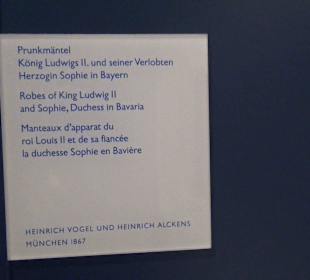 Prunkmäntel
König Ludwigs II. und seiner Verlobten
Herzogin Sophie in Bayern
Robes of King Ludwig II
and Sophie, Duchess in Bavaria
Manteaux d'apparat du
roi Louis II et de sa fiancée
la duchesse Sophie en Bavière
HEINRICH VOGEL UND HEINRICH ALCKENS
MÜNCHEN 1867